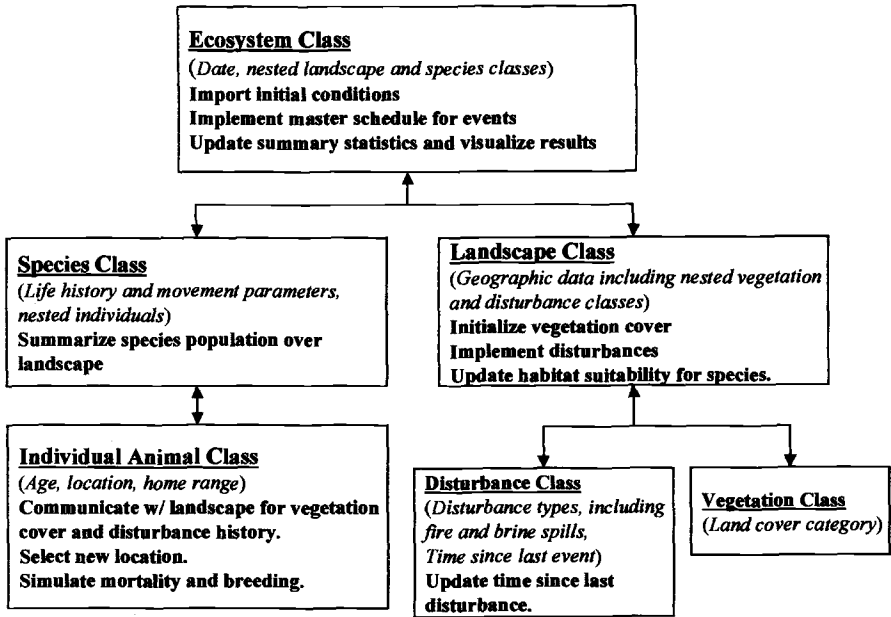 Ecosystem Class
(Date, nested landscape and species classes)
Import initial conditions
Implement master schedule for events
Update summary statistics and visualize results
Species Class
(Life history and movement parameters,
nested individuals)
Summarize species population over
landscape
Landscape Class
(Geographic data including nested vegetation
and disturbance classes)
Initialize vegetation cover
Implement disturbances
Update habitat suitability for species.
Individual Animal Class
(Age, location, home range)
Communicate w/ landscape for vegetation
cover and disturbance history.
Select new location.
Simulate mortality and breeding.
Disturbance Class
(Disturbance types, including
fire and brine spills,
Time since last event)
Update time since last
disturbance.
Vegetation Class
(Land cover category)